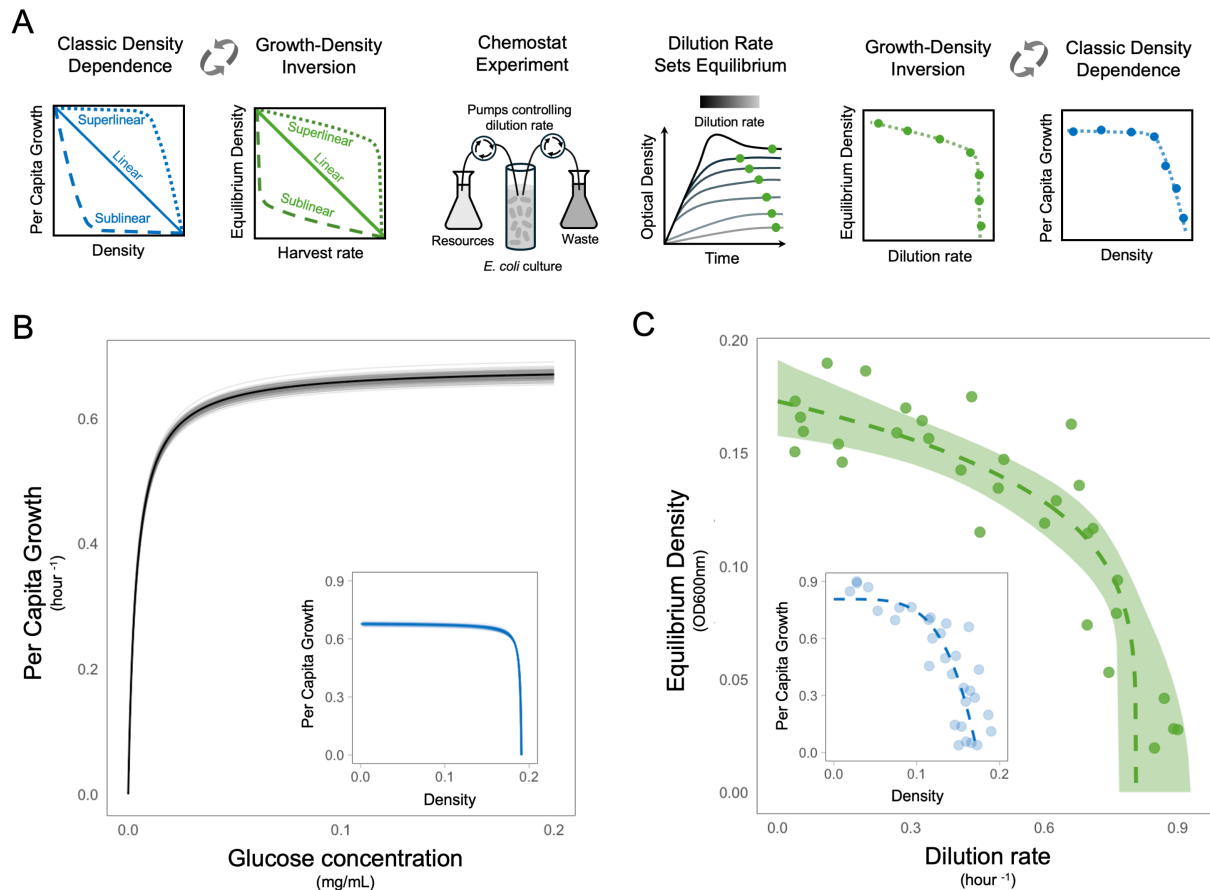 A
Classic Density
Dependence
Growth-Density
Inversion
Chemostat
Experiment
Dilution Rate
Sets Equilibrium
Growth-Density
Inversion
Classic Density
Dependence
Per Capita Growth
Superlinear
Linear
Sublinear
Density
Equilibrium Density
Superlinear
Linear
Sublinear
Harvest rate
Pumps controlling
dilution rate
Resources
Waste
E. coli culture
Dilution rate
Optical Density
Time
Equilibrium Density
Dilution rate
Per Capita Growth
Density
B
Per Capita Growth
(hour -1)
0.6
0.4
0.2
0.0
0.0
0.1
0.2
Glucose concentration
(mg/mL)
Per Capita Growth
0.9
0.6
0.3
0.0
0.0
0.1
0.2
Density
C
Equilibrium Density
(OD600nm)
0.20
0.15
0.10
0.05
0.00
0.0
0.3
0.6
0.9
Dilution rate
(hour -1)
Per Capita Growth
0.9
0.6
0.3
0.0
0.0
0.1
0.2
Density